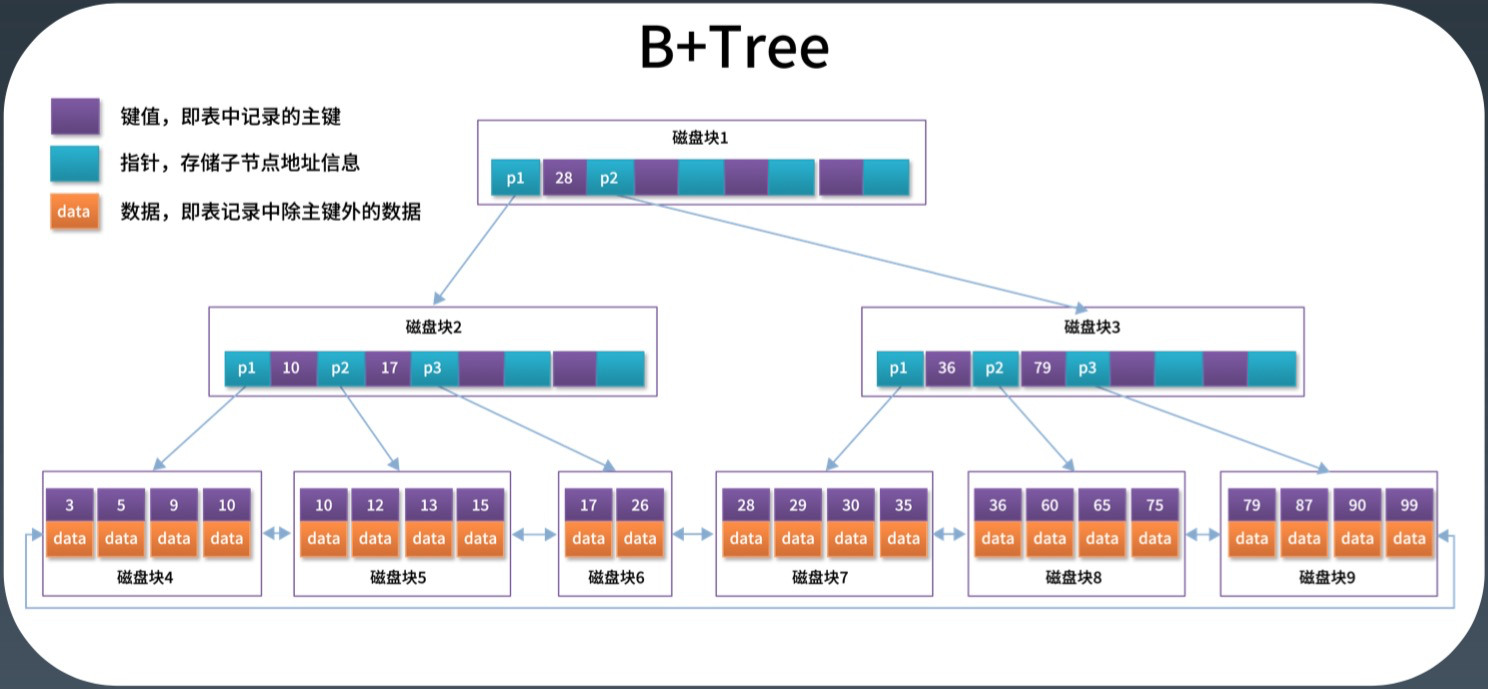 B+Tree
键值，即表中记录的主键
指针，存储子节点地址信息
data 数据，即表记录中除主键外的数据
磁盘块1
p1 28 p2
磁盘块2
p1 10 p2 17 p3
磁盘块3
p1 36 p2 79 p3
3 5 9 10
data data data data
磁盘块4
10 12 13 15
data data data data
磁盘块5
17 26
data data
磁盘块6
28 29 30 35
data data data data
磁盘块7
36 60 65 75
data data data data
磁盘块8
79 87 90 99
data data data data
磁盘块9